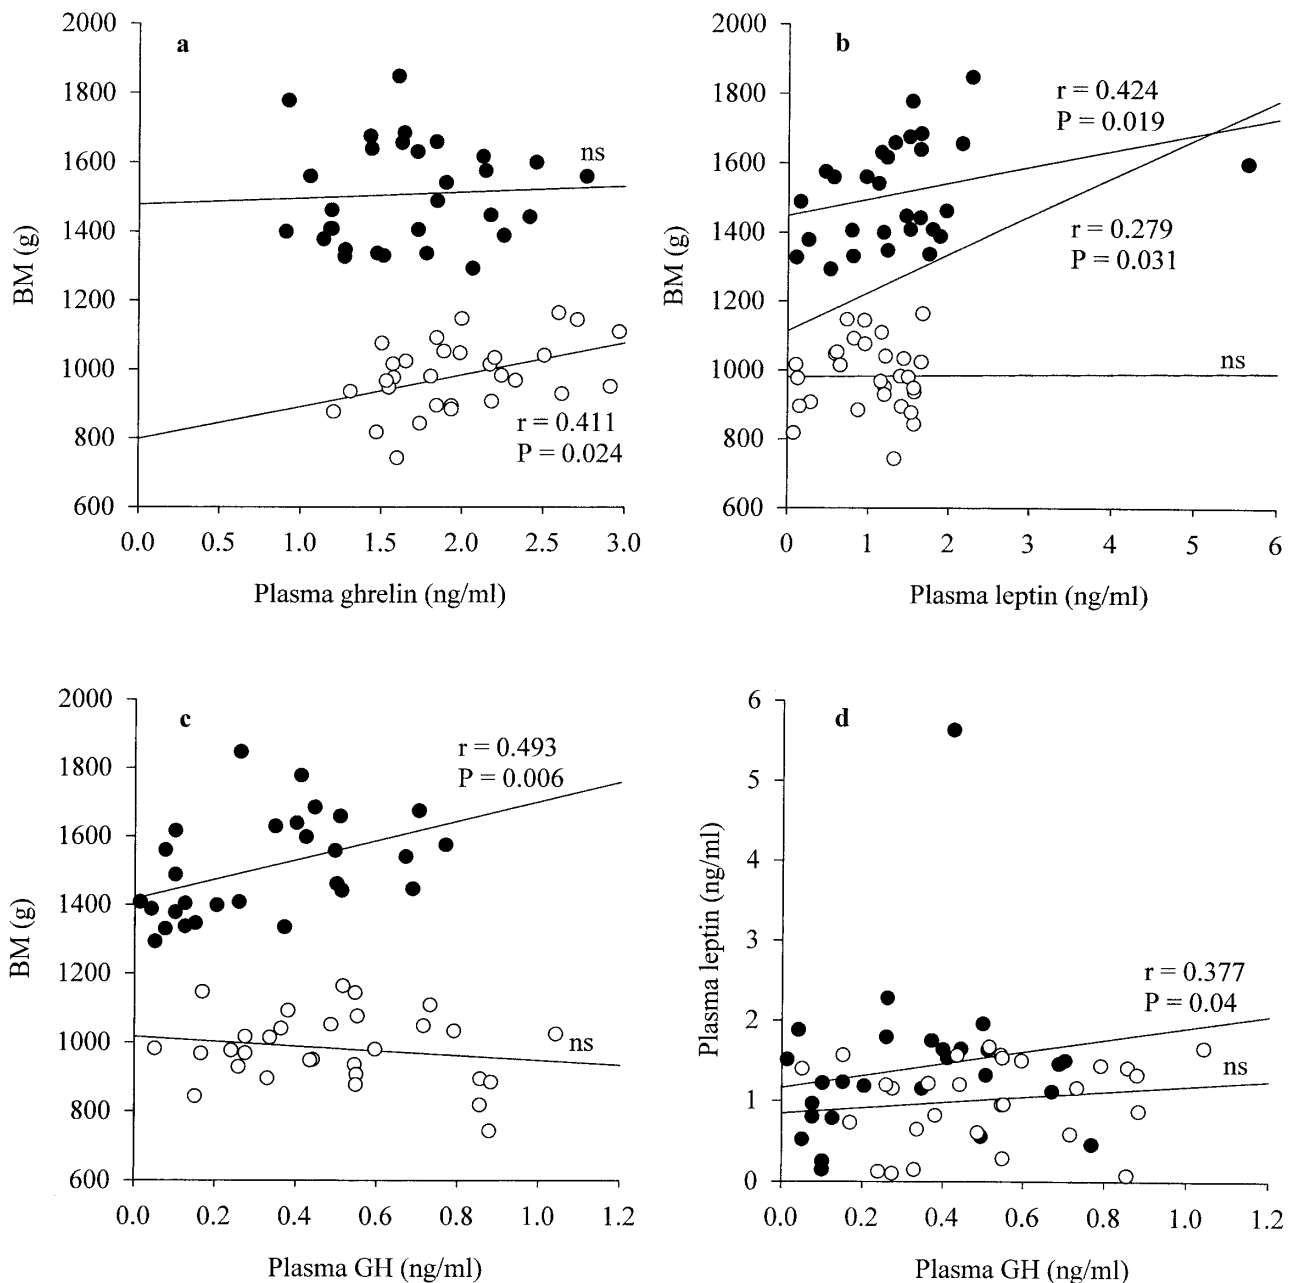 a
2000
1800
1600
1400
1200
1000
800
600
BM (g)
ns
r = 0.411
P = 0.024
0.0 0.5 1.0 1.5 2.0 2.5 3.0
Plasma ghrelin (ng/ml)
b
2000
1800
1600
1400
1200
1000
800
600
BM (g)
r = 0.424
P = 0.019
r = 0.279
P = 0.031
ns
0 1 2 3 4 5 6
Plasma leptin (ng/ml)
c
2000
1800
1600
1400
1200
1000
800
600
BM (g)
r = 0.493
P = 0.006
ns
0.0 0.2 0.4 0.6 0.8 1.0 1.2
Plasma GH (ng/ml)
d
6
5
4
3
2
1
0
Plasma leptin (ng/ml)
r = 0.377
P = 0.04
ns
0.0 0.2 0.4 0.6 0.8 1.0 1.2
Plasma GH (ng/ml)